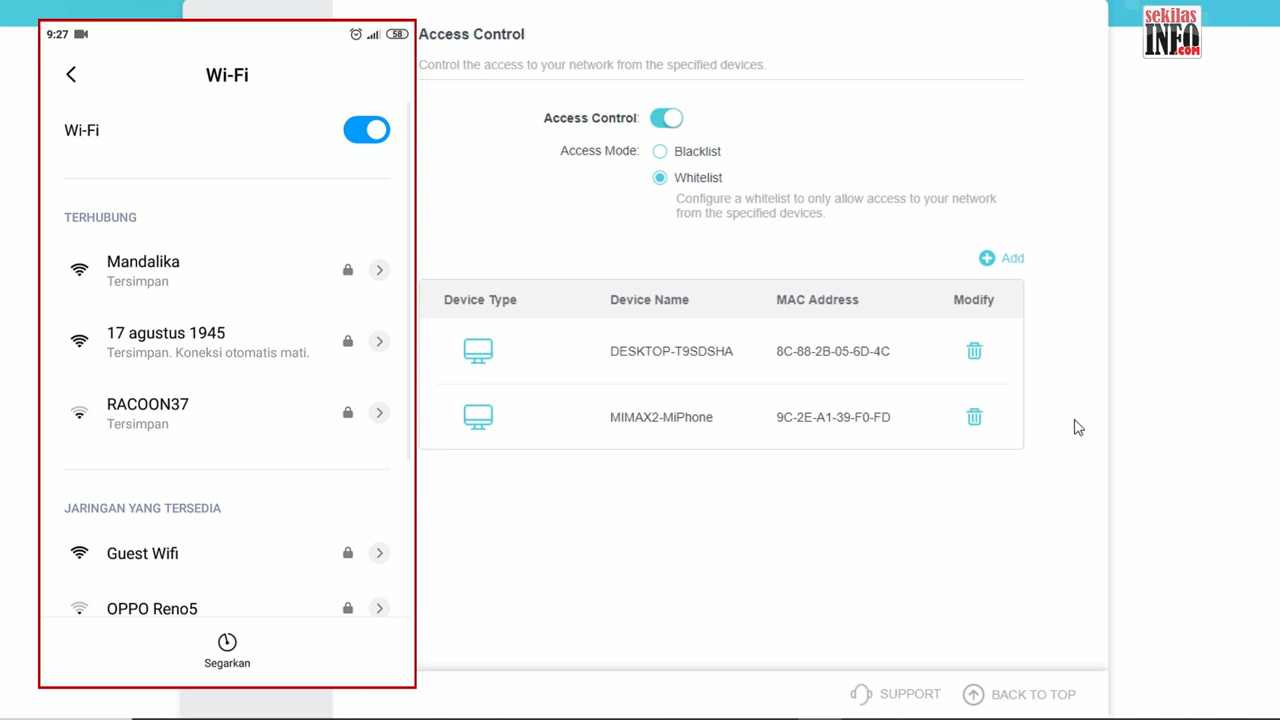 9:27
58
Wi-Fi
Wi-Fi
TERHUBUNG
Mandalika
Tersimpan
17 agustus 1945
Tersimpan. Koneksi otomatis mati.
RACOON37
Tersimpan
JARINGAN YANG TERSEDIA
Guest Wifi
OPPO Reno5
Segarkan
Access Control
Control the access to your network from the specified devices.
Access Control:
Access Mode:
Blacklist
Whitelist
Configure a whitelist to only allow access to your network
from the specified devices.
Add
Device Type Device Name MAC Address Modify
DESKTOP-T9SDSHA 8C-88-2B-05-6D-4C
MIMAX2-MiPhone 9C-2E-A1-39-F0-FD
SUPPORT BACK TO TOP
sekilas
INFO.COM